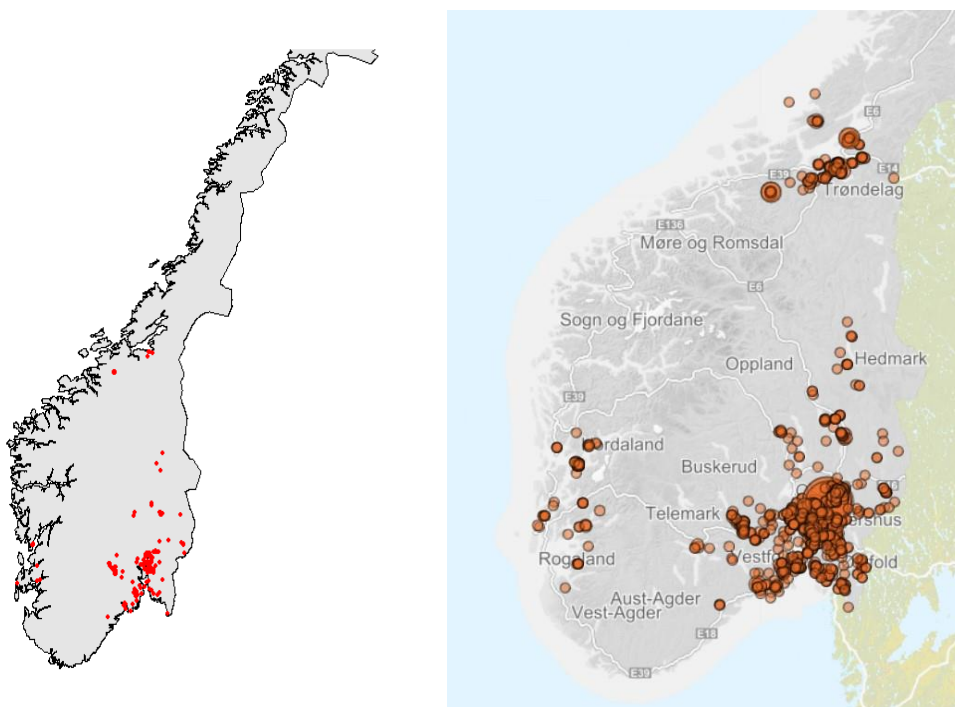 E6
E39
E14
Trøndelag
E136
Møre og Romsdal
E6
Sogn og Fjordane
Oppland
Hedmark
E39
Buskerud
Telemark
Rogaland
Aust-Agder
Vest-Agder
E18
E39